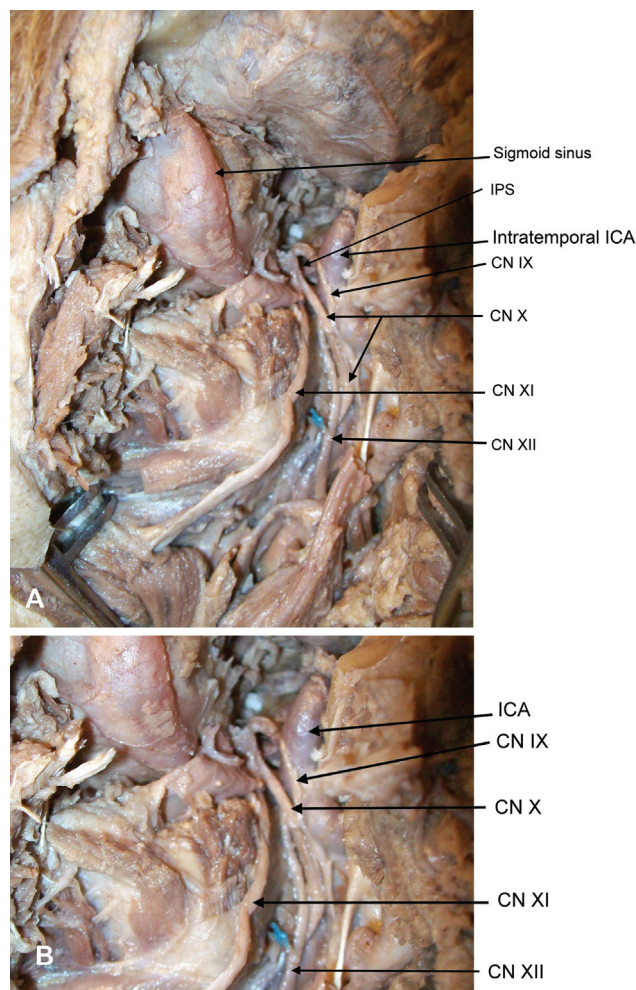 Sigmoid sinus
IPS
Intratemporal ICA
CN IX
CN X
CN XI
CN XII
A
ICA
CN IX
CN X
CN XI
CN XII
B